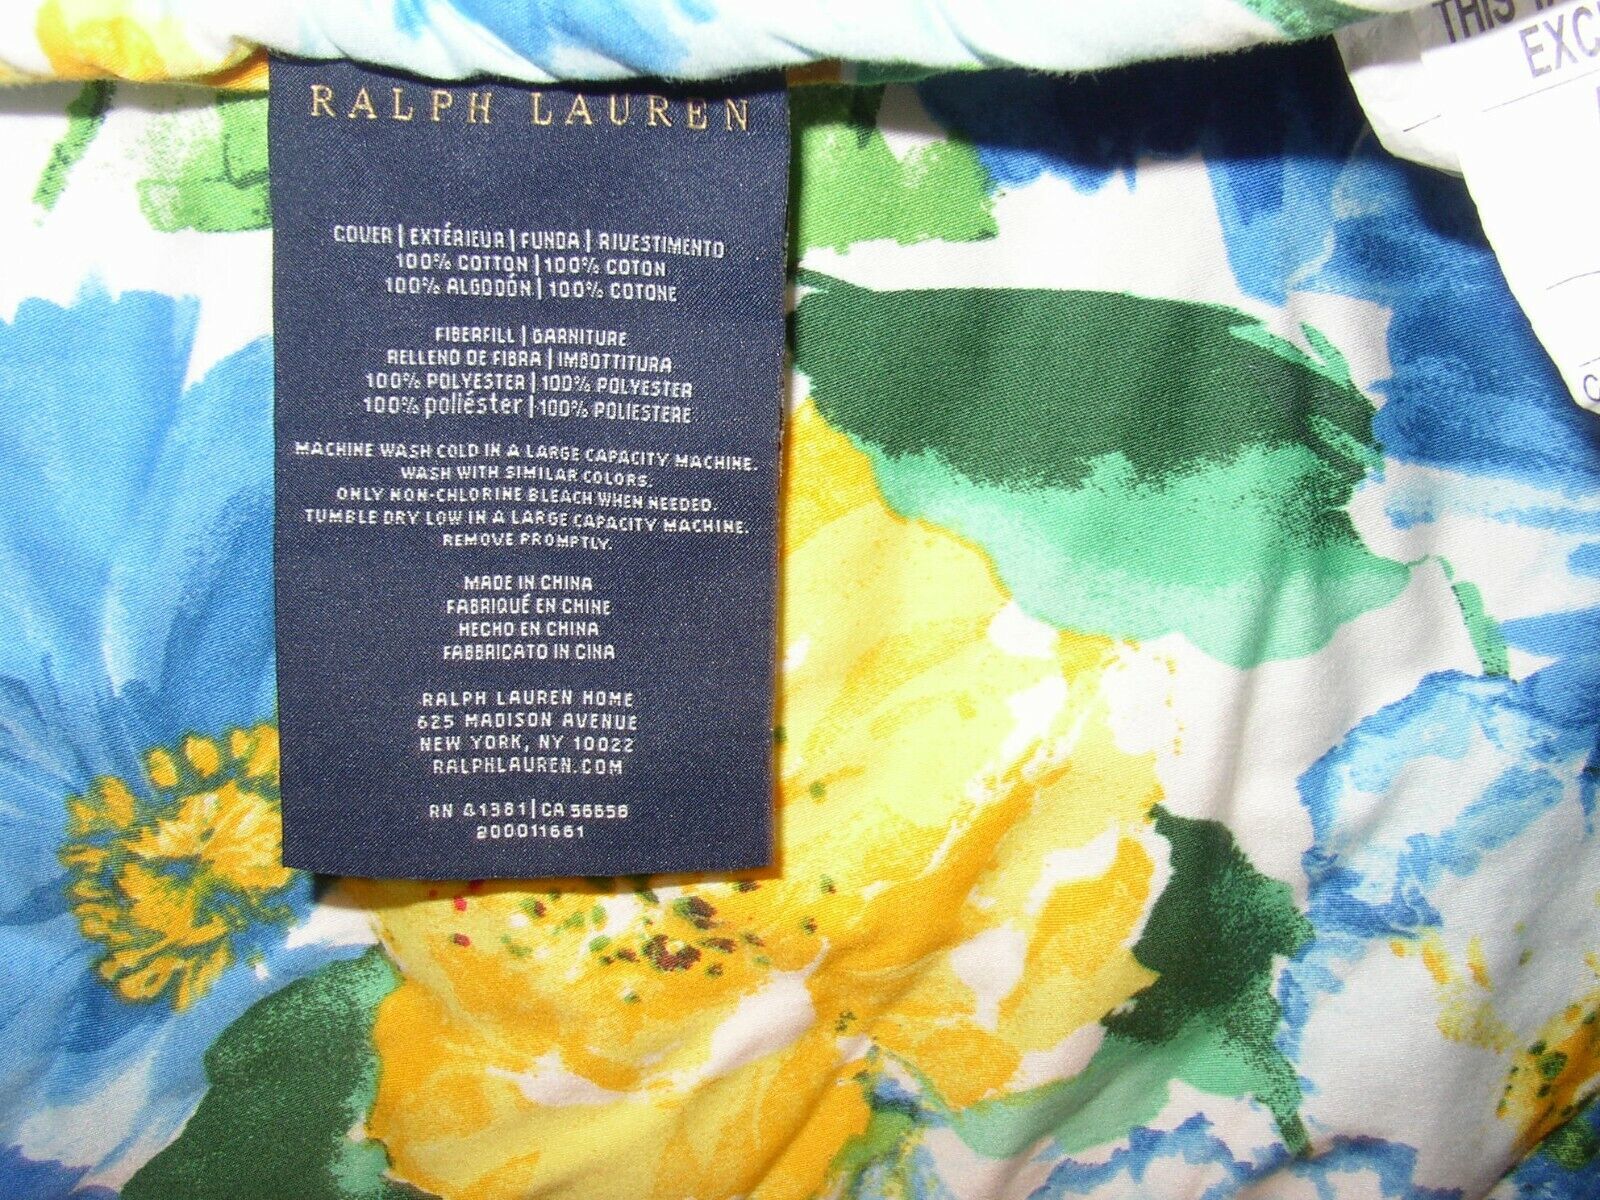 RALPH LAUREN
COVER | EXTÉRIEUR | FUNDA | RIVESTIMENTO
100% COTTON | 100% COTON
100% ALGODÓN | 100% COTONE
FIBERFILL | GARNITURE
RELLENO DE FIBRA | IMBOTTITURA
100% POLYESTER | 100% POLYESTER
100% poliéster | 100% POLIESTERE
MACHINE WASH COLD IN A LARGE CAPACITY MACHINE.
WASH WITH SIMILAR COLORS.
ONLY NON-CHLORINE BLEACH WHEN NEEDED.
TUMBLE DRY LOW IN A LARGE CAPACITY MACHINE.
REMOVE PROMPTLY.
MADE IN CHINA
FABRIQUÉ EN CHINE
HECHO EN CHINA
FABBRICATO IN CINA
RALPH LAUREN HOME
625 MADISON AVENUE
NEW YORK, NY 10022
RALPHLAUREN.COM
RN 41381 | CA 56656
200011661
THIS